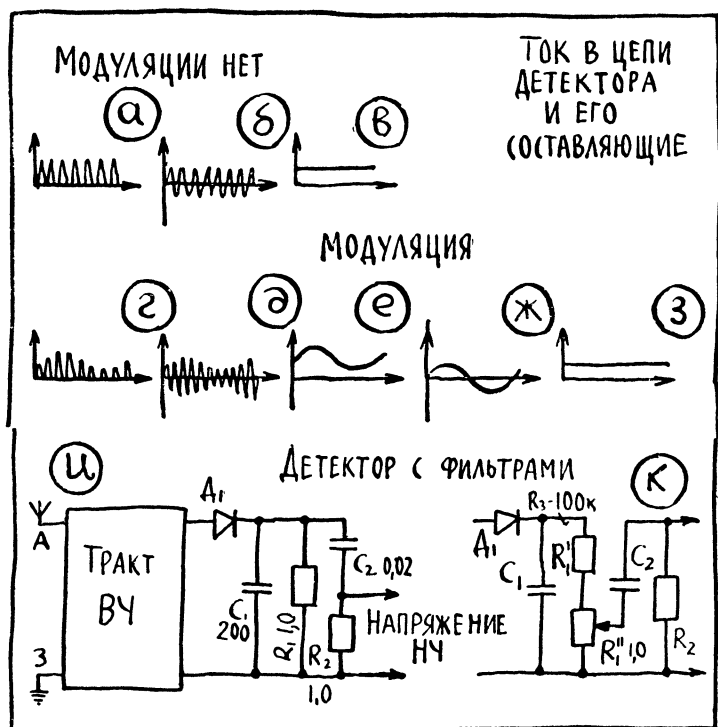 МОДУЛЯЦИИ НЕТ
ТОК В ЦЕПИ
ДЕТЕКТОРА
И ЕГО
СОСТАВЛЯЮЩИЕ
а
б
в
МОДУЛЯЦИЯ
г
д
е
ж
з
и
ДЕТЕКТОР С ФИЛЬТРАМИ
к
А
З
ТРАКТ
ВЧ
Д1
C1
200
R1 1,0
C2 0,02
R2
1,0
НАПРЯЖЕНИЕ
НЧ
R3-100к
Д1
C1
R1'
C2
R1'' 1,0
R2